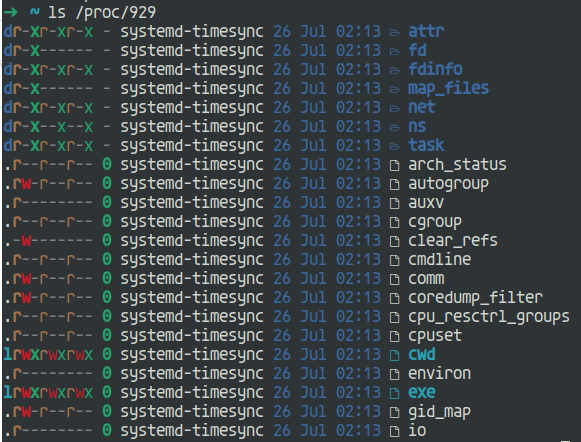 ➜ ~ ls /proc/929
dr-xr-xr-x - systemd-timesync 26 Jul 02:13 attr
dr-x------ - systemd-timesync 26 Jul 02:13 fd
dr-xr-xr-x - systemd-timesync 26 Jul 02:13 fdinfo
dr-x------ - systemd-timesync 26 Jul 02:13 map_files
dr-xr-xr-x - systemd-timesync 26 Jul 02:13 net
dr-x--x--x - systemd-timesync 26 Jul 02:13 ns
dr-xr-xr-x - systemd-timesync 26 Jul 02:13 task
.r--r--r-- 0 systemd-timesync 26 Jul 02:13 arch_status
.rw-r--r-- 0 systemd-timesync 26 Jul 02:13 autogroup
.r-------- 0 systemd-timesync 26 Jul 02:13 auxv
.r--r--r-- 0 systemd-timesync 26 Jul 02:13 cgroup
.-w------- 0 systemd-timesync 26 Jul 02:13 clear_refs
.r--r--r-- 0 systemd-timesync 26 Jul 02:13 cmdline
.rw-r--r-- 0 systemd-timesync 26 Jul 02:13 comm
.rw-r--r-- 0 systemd-timesync 26 Jul 02:13 coredump_filter
.r--r--r-- 0 systemd-timesync 26 Jul 02:13 cpu_resctrl_groups
.r--r--r-- 0 systemd-timesync 26 Jul 02:13 cpuset
lrwxrwxrwx 0 systemd-timesync 26 Jul 02:13 cwd
.r-------- 0 systemd-timesync 26 Jul 02:13 environ
lrwxrwxrwx 0 systemd-timesync 26 Jul 02:13 exe
.rw-r--r-- 0 systemd-timesync 26 Jul 02:13 gid_map
.r-------- 0 systemd-timesync 26 Jul 02:13 io